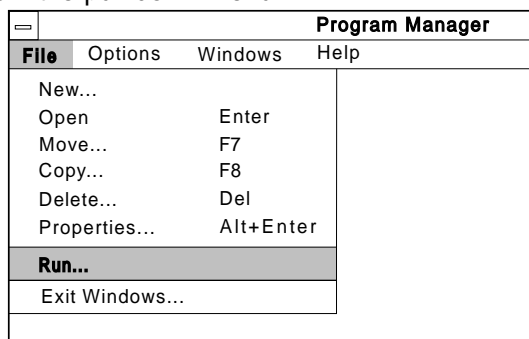 Program Manager
File Options Windows Help
New...
Open Enter
Move... F7
Copy... F8
Delete... Del
Properties... Alt+Enter
Run...
Exit Windows...